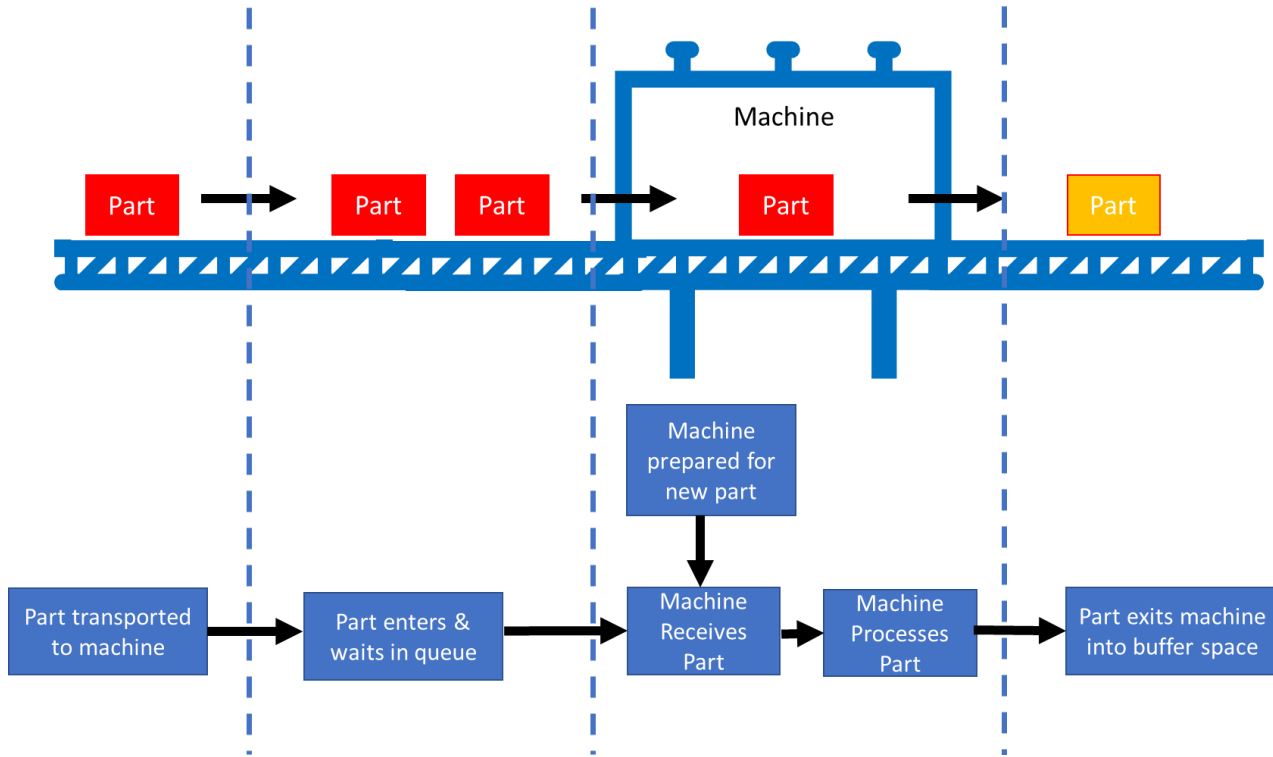 Machine
Part
Part
Part
Part
Part
Machine
prepared for
new part
Part transported
to machine
Part enters &
waits in queue
Machine
Receives
Part
Machine
Processes
Part
Part exits machine
into buffer space